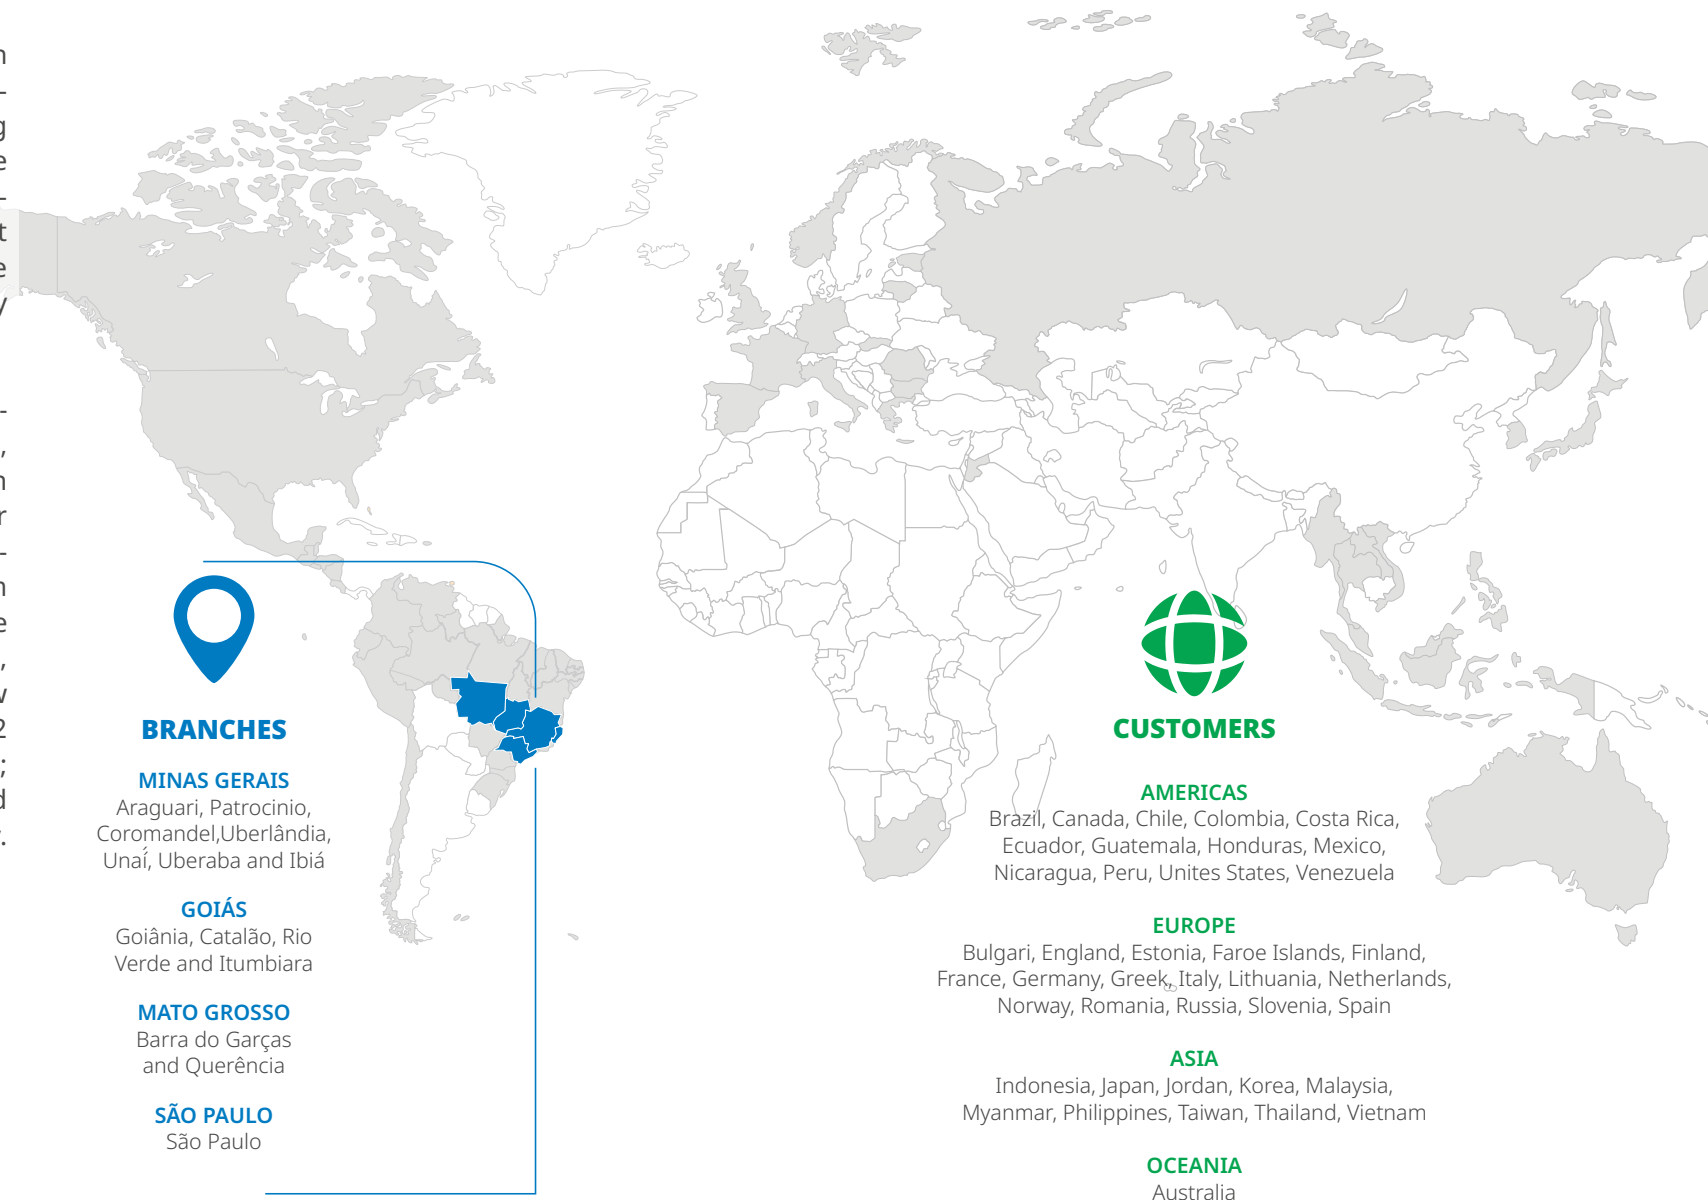 BRANCHES
MINAS GERAIS
Araguari, Patrocinio,
Coromandel,Uberlândia,
Unaí, Uberaba and Ibiá
GOIÁS
Goiânia, Catalão, Rio
Verde and Itumbiara
MATO GROSSO
Barra do Garças
and Querência
SÃO PAULO
São Paulo
CUSTOMERS
AMERICAS
Brazil, Canada, Chile, Colombia, Costa Rica,
Ecuador, Guatemala, Honduras, Mexico,
Nicaragua, Peru, Unites States, Venezuela
EUROPE
Bulgari, England, Estonia, Faroe Islands, Finland,
France, Germany, Greek, Italy, Lithuania, Netherlands,
Norway, Romania, Russia, Slovenia, Spain
ASIA
Indonesia, Japan, Jordan, Korea, Malaysia,
Myanmar, Philippines, Taiwan, Thailand, Vietnam
OCEANIA
Australia